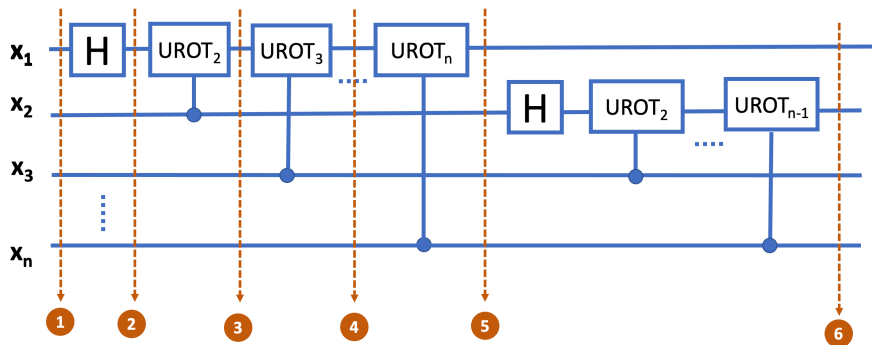 x₁ H UROT₂ UROT₃ ..... UROTₙ
x₂ H UROT₂ ..... UROTₙ₋₁
x₃
xₙ
1 2 3 4 5 6